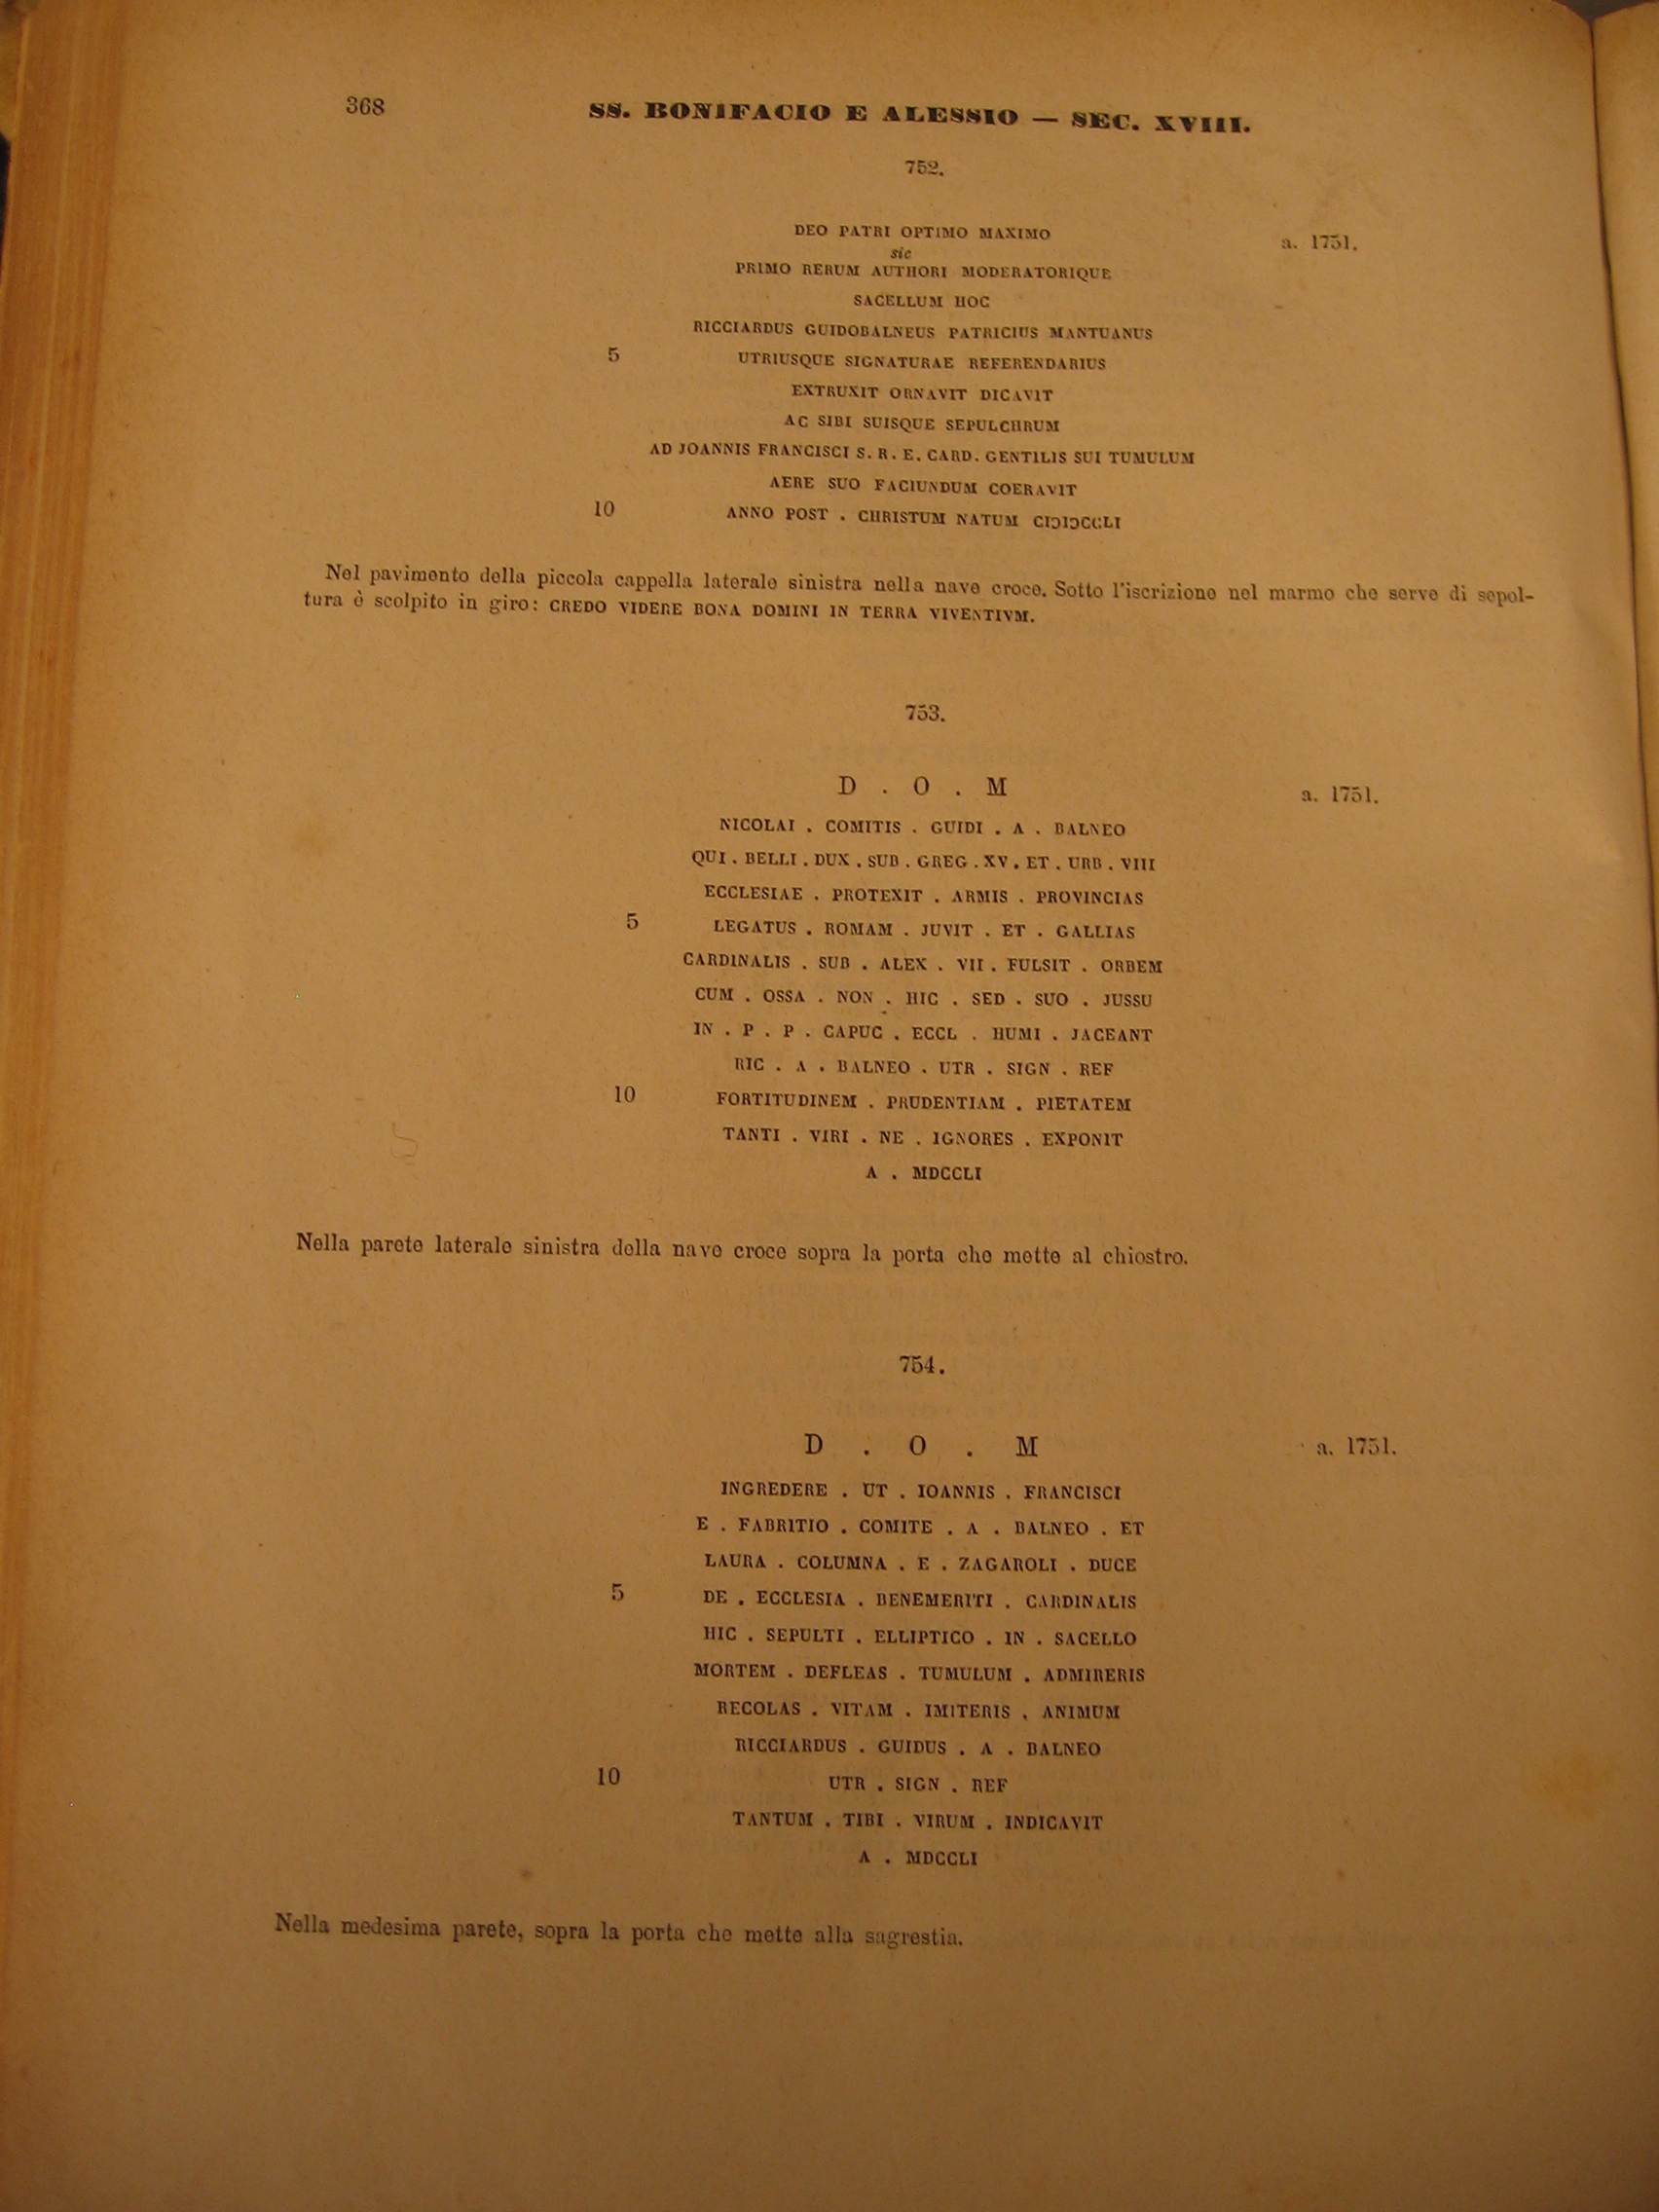 368
SS. BONIFACIO E ALESSIO — SEC. XVIII.
752.
DEO PATRI OPTIMO MAXIMO
a. 1751.
sic
PRIMO RERUM AUTHORI MODERATORIQUE
SACELLUM HOC
RICCIARDUS GUIDOBALNEUS PATRICIUS MANTUANUS
5 UTRIUSQUE SIGNATURAE REFERENDARIUS
EXTRUXIT ORNAVIT DICAVIT
AC SIBI SUISQUE SEPULCHRUM
AD JOANNIS FRANCISCI S. R. E. CARD. GENTILIS SUI TUMULUM
AERE SUO FACIUNDUM COERAVIT
10 ANNO POST . CHRISTUM NATUM CIƆIƆCCLI
Nel pavimento della piccola cappella laterale sinistra nella nave croce. Sotto l'iscrizione nel marmo che serve di sepol-
tura è scolpito in giro: CREDO VIDERE BONA DOMINI IN TERRA VIVENTIVM.
753.
D . O . M
a. 1751.
NICOLAI . COMITIS . GUIDI . A . BALNEO
QUI . BELLI . DUX . SUB . GREG . XV . ET . URB . VIII
ECCLESIAE . PROTEXIT . ARMIS . PROVINCIAS
5 LEGATUS . ROMAM . JUVIT . ET . GALLIAS
CARDINALIS . SUB . ALEX . VII . FULSIT . ORBEM
CUM . OSSA . NON . HIC . SED . SUO . JUSSU
IN . P . P . CAPUC . ECCL . HUMI . JACEANT
RIC . A . BALNEO . UTR . SIGN . REF
10 FORTITUDINEM . PRUDENTIAM . PIETATEM
TANTI . VIRI . NE . IGNORES . EXPONIT
A . MDCCLI
Nella parete laterale sinistra della nave croce sopra la porta che mette al chiostro.
754.
D . O . M
a. 1751.
INGREDERE . UT . IOANNIS . FRANCISCI
E . FABRITIO . COMITE . A . BALNEO . ET
LAURA . COLUMNA . E . ZAGAROLI . DUCE
5 DE . ECCLESIA . BENEMERITI . CARDINALIS
HIC . SEPULTI . ELLIPTICO . IN . SACELLO
MORTEM . DEFLEAS . TUMULUM . ADMIRERIS
RECOLAS . VITAM . IMITERIS . ANIMUM
RICCIARDUS . GUIDUS . A . BALNEO
10 UTR . SIGN . REF
TANTUM . TIBI . VIRUM . INDICAVIT
A . MDCCLI
Nella medesima parete, sopra la porta che mette alla sagrestia.